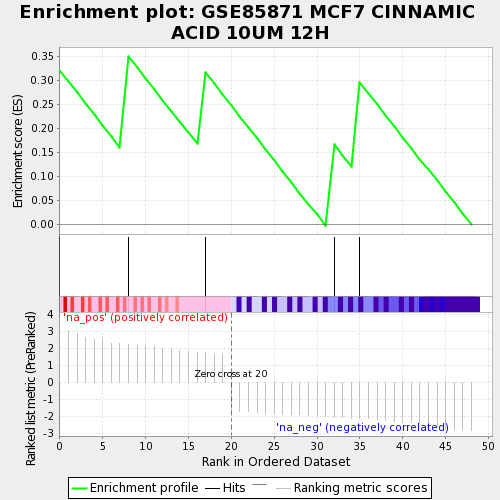 Enrichment plot: GSE85871 MCF7 CINNAMIC
ACID 10UM 12H
Enrichment score (ES)
0.35
0.30
0.25
0.20
0.15
0.10
0.05
0.00
'na_pos' (positively correlated)
Ranked list metric (PreRanked)
4
3
2
1
0
-1
-2
-3
Zero cross at 20
'na_neg' (negatively correlated)
0 5 10 15 20 25 30 35 40 45 50
Rank in Ordered Dataset
Enrichment profile Hits Ranking metric scores